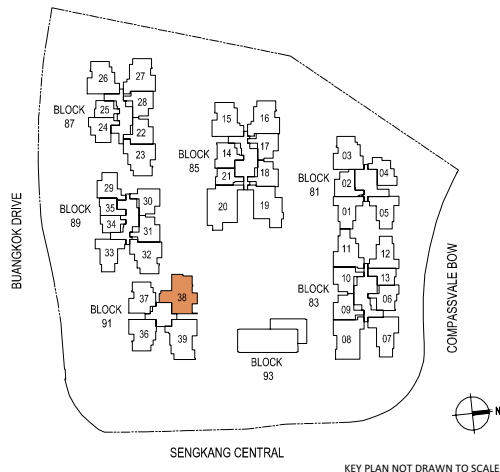 26 27
25 28
BLOCK
87
24 22
23
15 16
BLOCK
85
14 17
21 18
20 19
03 04
BLOCK
81
02
01 05
BUANGKOK DRIVE
29 30
BLOCK
89
35
34 31
33 32
11 12
10 13
BLOCK
83
06
09
08 07
COMPASSVALE BOW
37 38
BLOCK
91
36 39
BLOCK
93
N
SENGKANG CENTRAL
KEY PLAN NOT DRAWN TO SCALE